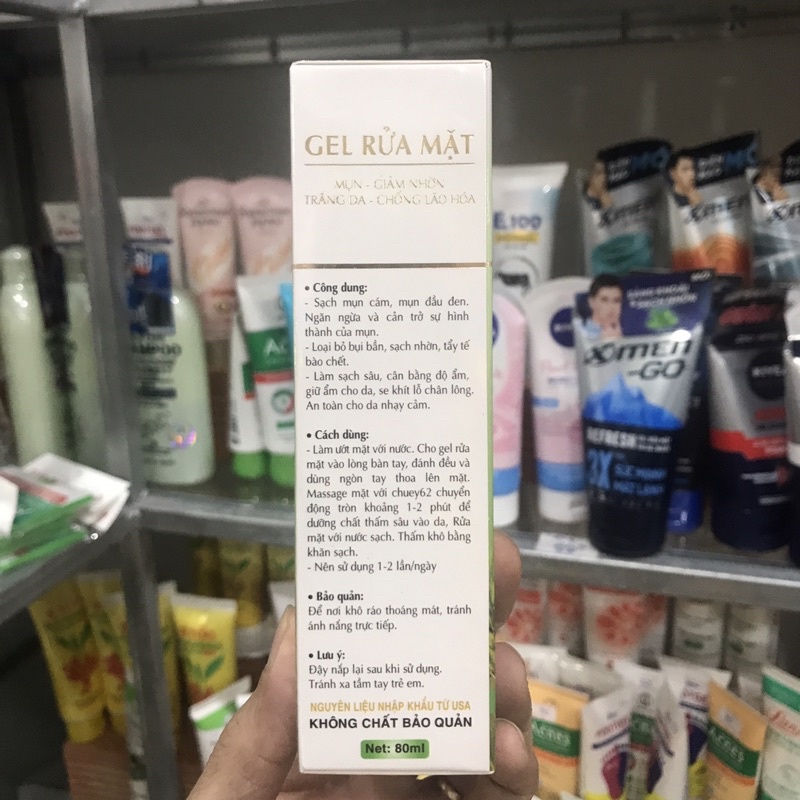 GEL RỬA MẶT
MỤN - GIẢM NHỜN
TRẮNG DA - CHỐNG LÃO HÓA
• Công dung:
- Sạch mụn cám, mụn đầu đen.
Ngăn ngừa và cản trở sự hình
thành của mụn.
- Loại bỏ bụi bẩn, sạch nhờn, tẩy tế
bào chết.
- Làm sạch sâu, cân bằng độ ẩm,
giữ ẩm cho da, se khít lỗ chân lông.
An toàn cho da nhạy cảm.
• Cách dùng:
- Làm ướt mặt với nước. Cho gel rửa
mặt vào lòng bàn tay, đánh đều và
dùng ngón tay thoa lên mặt.
Massage mặt với chuey62 chuyển
động tròn khoảng 1-2 phút để
dưỡng chất thấm sâu vào da, Rửa
mặt với nước sạch. Thấm khô bằng
khăn sạch.
- Nên sử dụng 1-2 lần/ngày
• Bảo quản:
Để nơi khô ráo thoáng mát, tránh
ánh nắng trực tiếp.
• Lưu ý:
Đậy nắp lại sau khi sử dụng.
Tránh xa tầm tay trẻ em.
NGUYÊN LIỆU NHẬP KHẨU TỪ USA
KHÔNG CHẤT BẢO QUẢN
Net: 80ml
E100
X-MEN
-GO
REFRESH
3X
SỨC MẠNH
MÁT LẠNH
ACNES